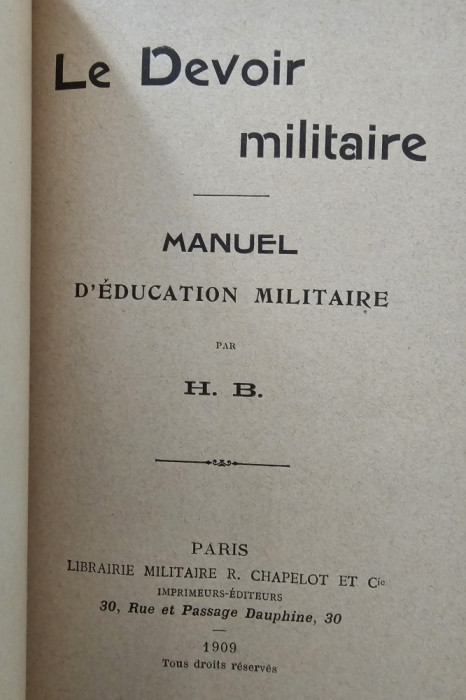 Le Devoir
militaire
MANUEL
D'ÉDUCATION MILITAIRE
PAR
H. B.
PARIS
LIBRAIRIE MILITAIRE R. CHAPELOT ET Cie
IMPRIMEURS-ÉDITEURS
30, Rue et Passage Dauphine, 30
1909
Tous droits réservés